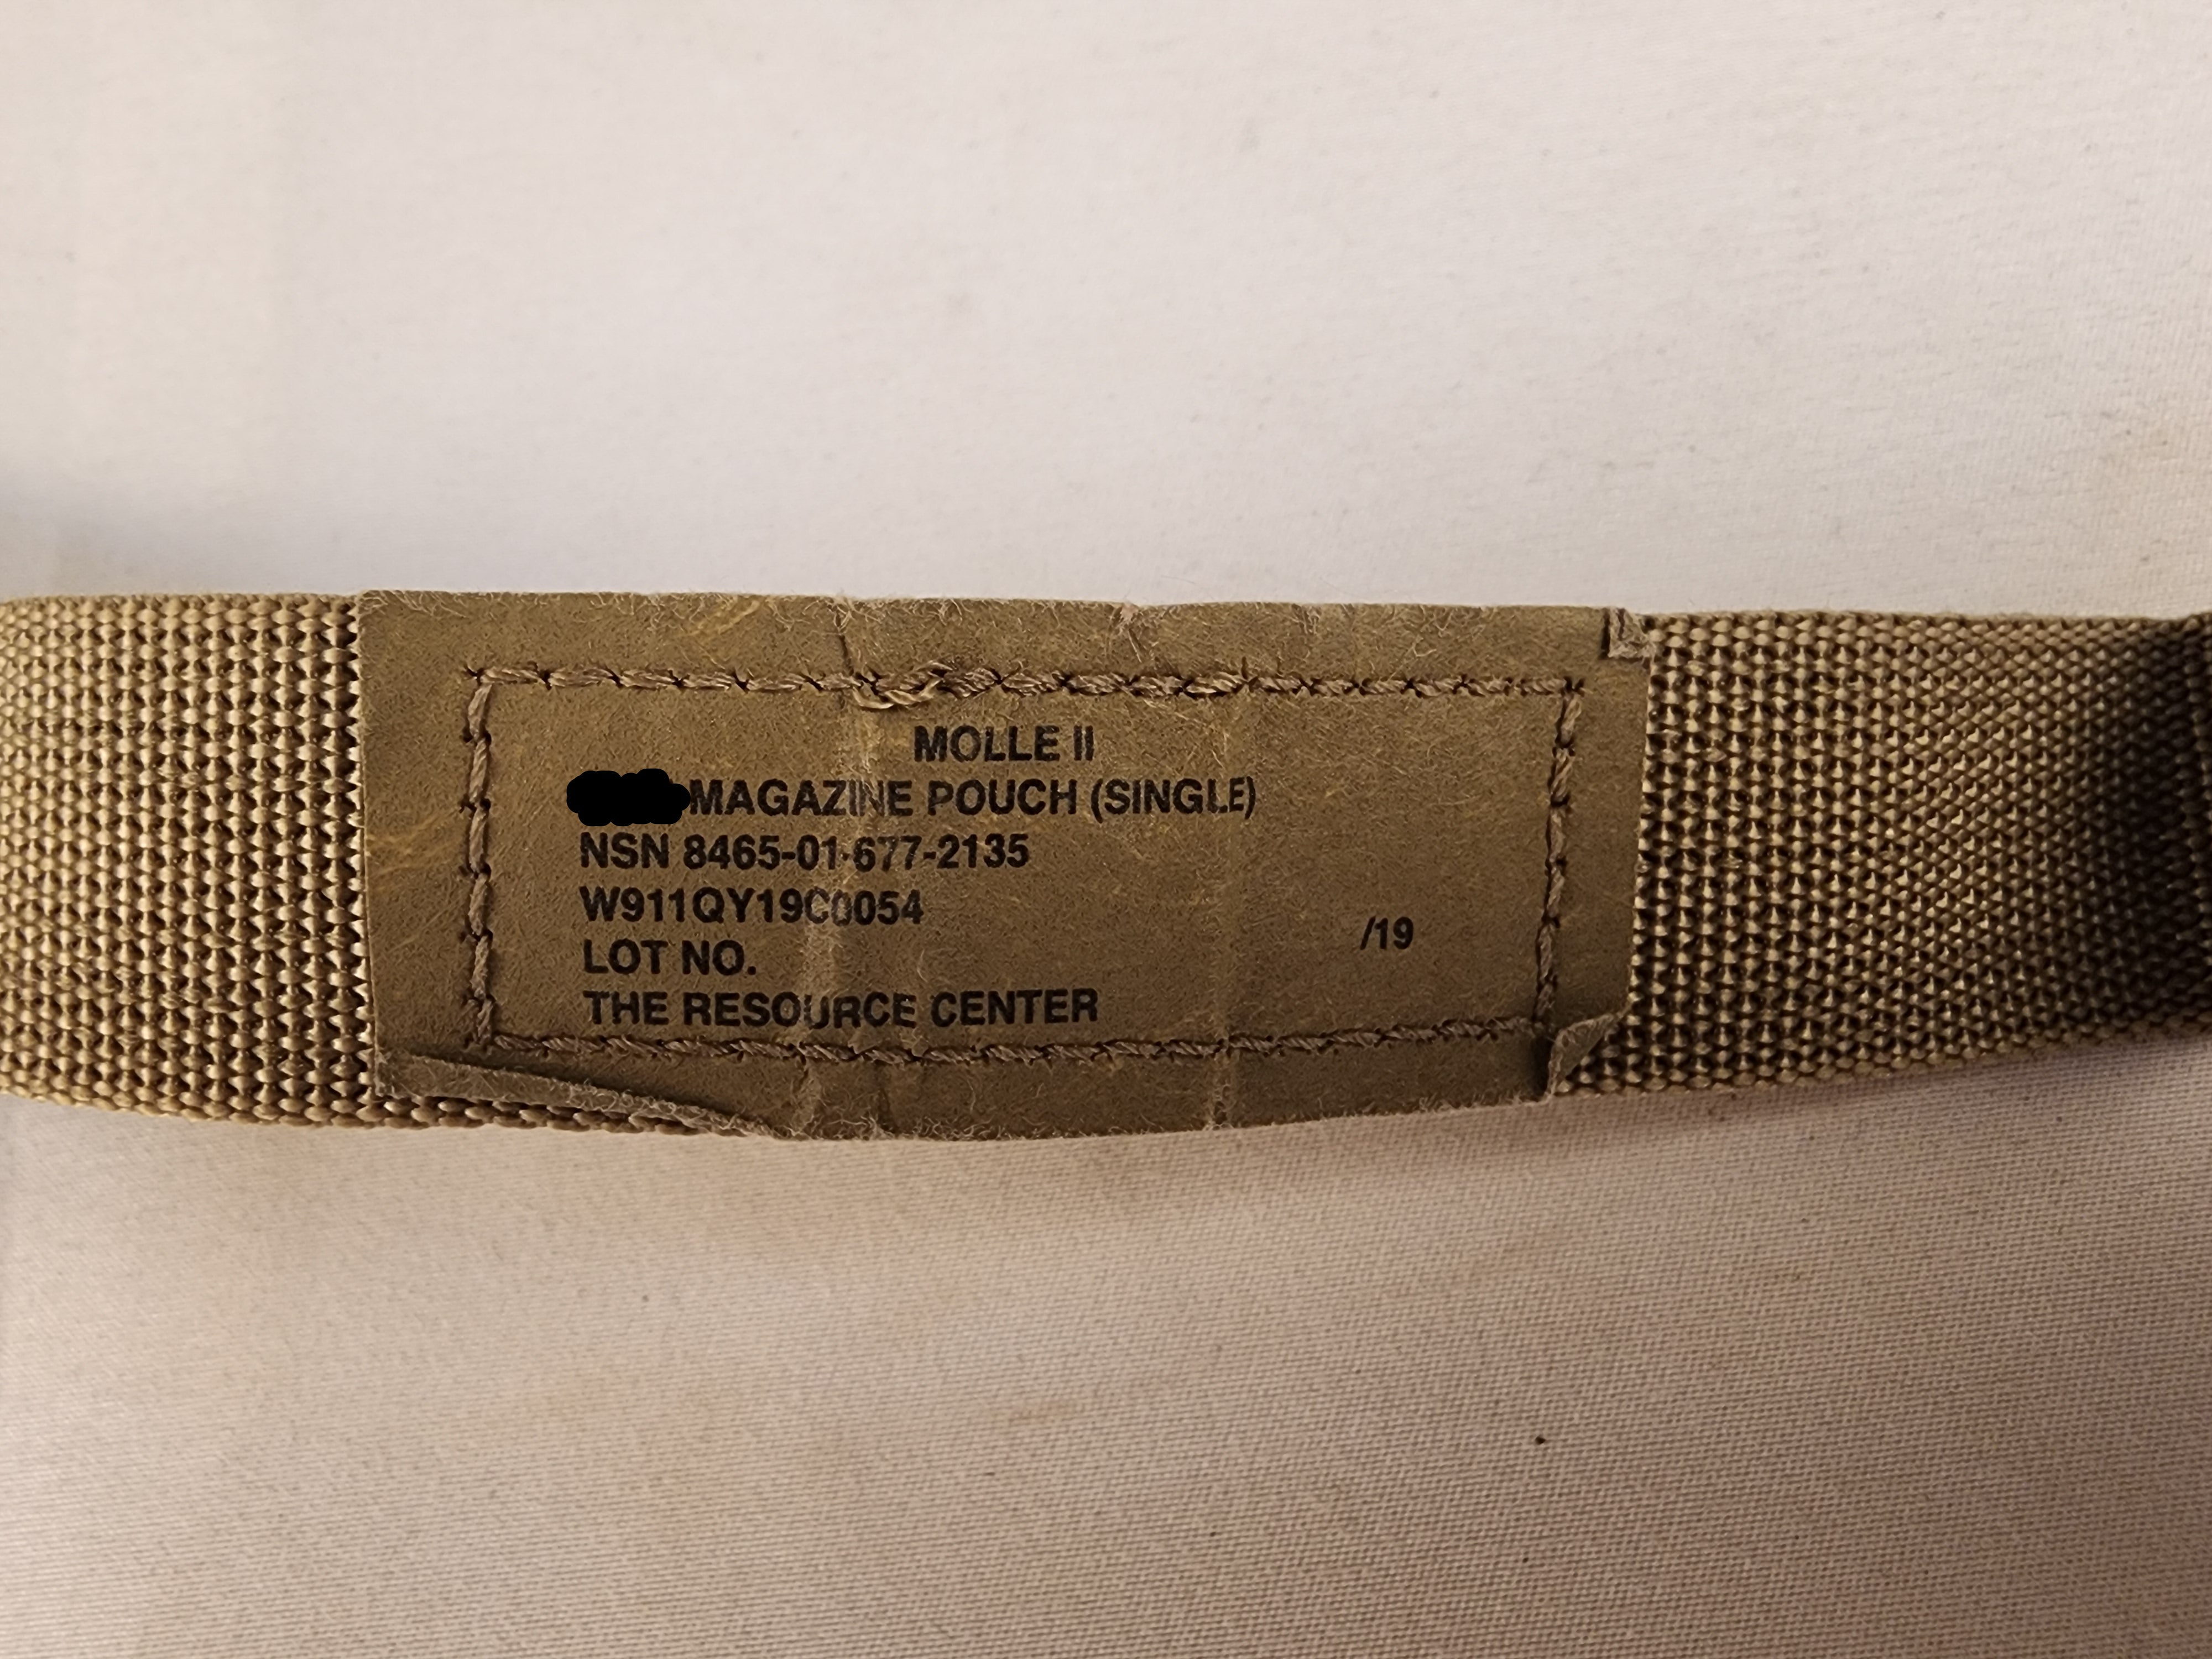 MOLLE II
MAGAZINE POUCH (SINGLE)
NSN 8465-01-677-2135
W911QY19C0054
/19
LOT NO.
THE RESOURCE CENTER